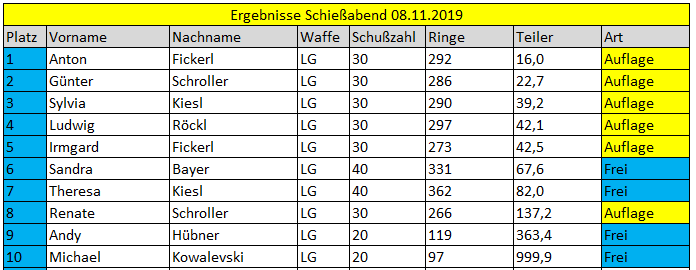 Ergebnisse Schießabend 08.11.2019
Platz Vorname Nachname Waffe Schußzahl Ringe Teiler Art
1 Anton Fickerl LG 30 292 16,0 Auflage
2 Günter Schroller LG 30 286 22,7 Auflage
3 Sylvia Kiesl LG 30 290 39,2 Auflage
4 Ludwig Röckl LG 30 297 42,1 Auflage
5 Irmgard Fickerl LG 30 273 42,5 Auflage
6 Sandra Bayer LG 40 331 67,6 Frei
7 Theresa Kiesl LG 40 362 82,0 Frei
8 Renate Schroller LG 30 266 137,2 Auflage
9 Andy Hübner LG 20 119 363,4 Frei
10 Michael Kowalevski LG 20 97 999,9 Frei